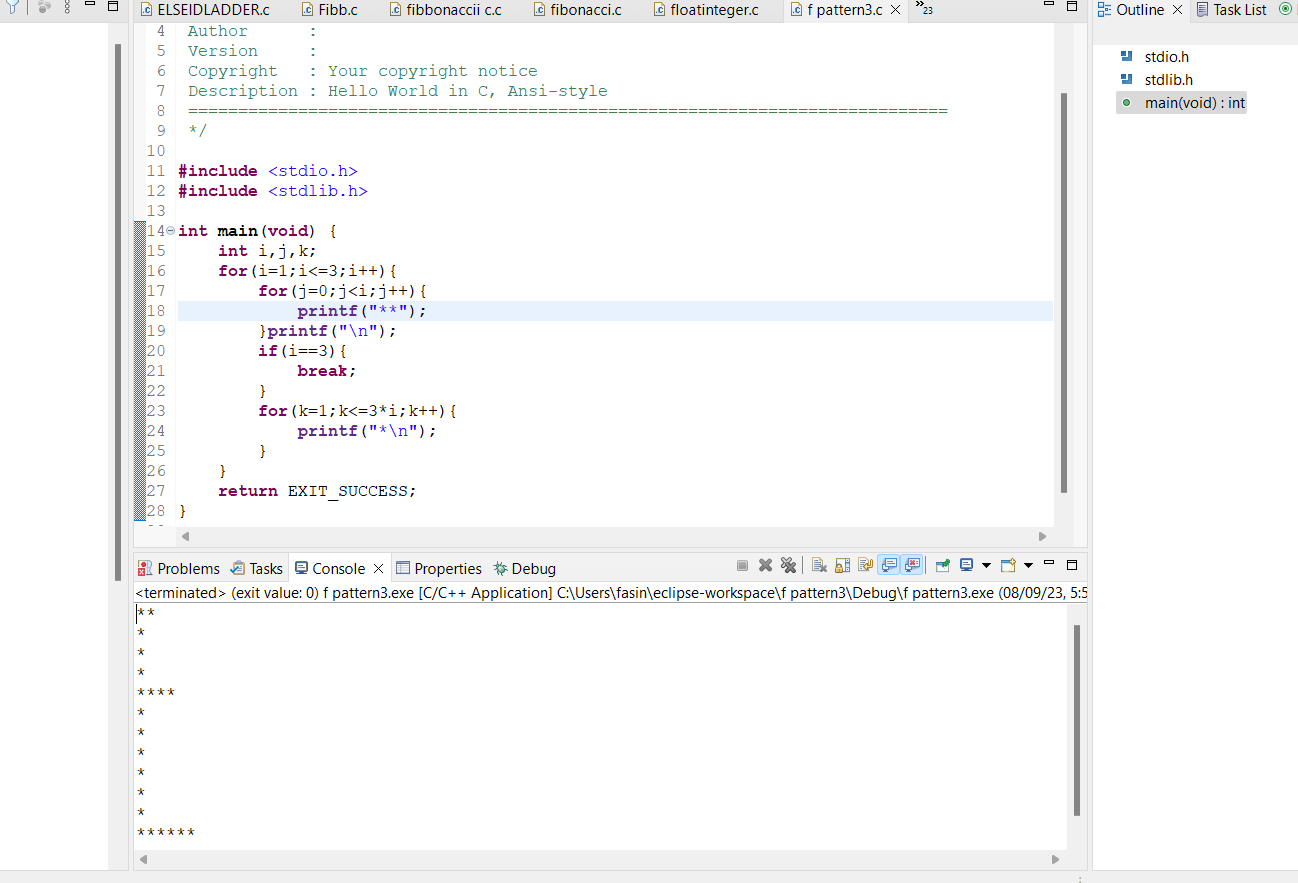 ELSEIDLADDER.c Fibb.c fibbonaccii c.c fibonacci.c floatinteger.c f pattern3.c »23
4 Author :
5 Version :
6 Copyright : Your copyright notice
7 Description : Hello World in C, Ansi-style
8 ============================================================================
9 */
10
11 #include <stdio.h>
12 #include <stdlib.h>
13
14 int main(void) {
15 int i,j,k;
16 for(i=1;i<=3;i++){
17 for(j=0;j<i;j++){
18 printf("**");
19 }printf("\n");
20 if(i==3){
21 break;
22 }
23 for(k=1;k<=3*i;k++){
24 printf("*\n");
25 }
26 }
27 return EXIT_SUCCESS;
28 }
Outline Task List
stdio.h
stdlib.h
main(void) : int
Problems Tasks Console Properties Debug
<terminated> (exit value: 0) f pattern3.exe [C/C++ Application] C:\Users\fasin\eclipse-workspace\f pattern3\Debug\f pattern3.exe (08/09/23, 5:5
**
*
*
*
****
*
*
*
*
*
*
******